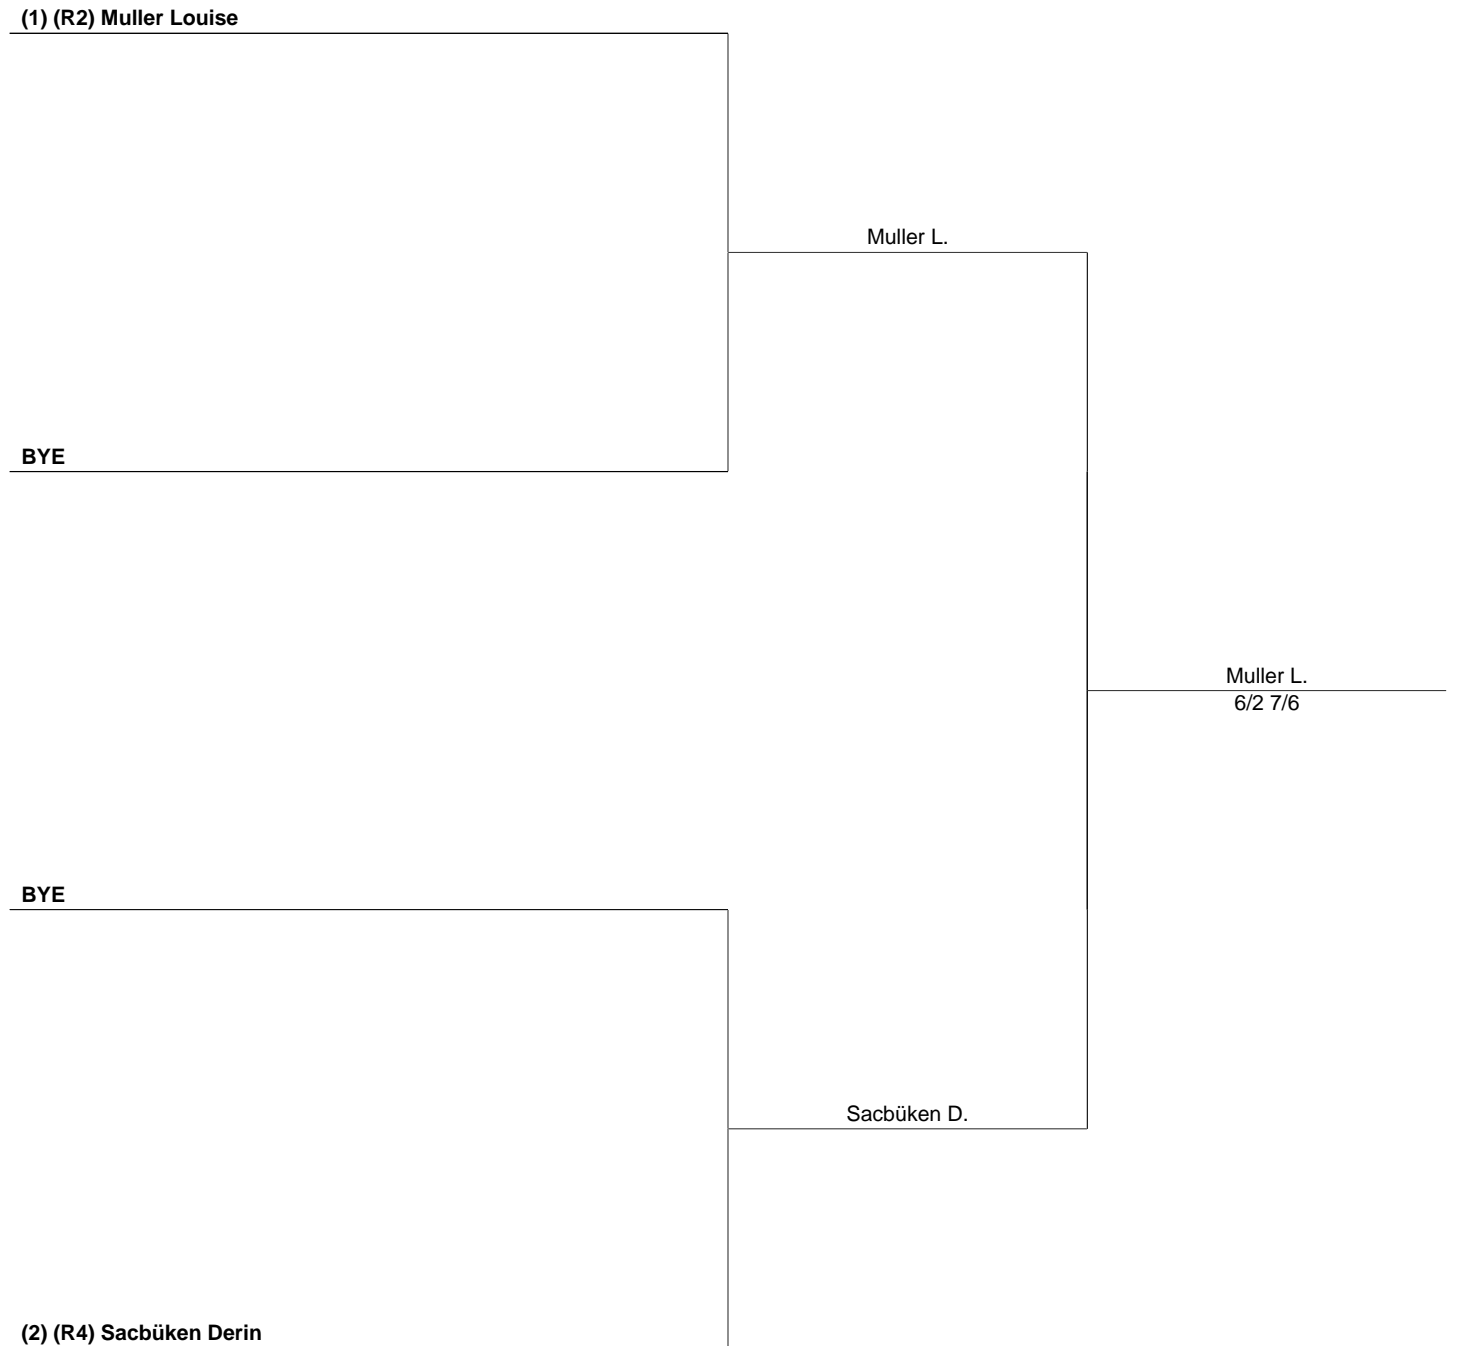 (1) (R2) Muller Louise
Muller L.
BYE
Muller L.
6/2 7/6
BYE
Sacbüken D.
(2) (R4) Sacbüken Derin